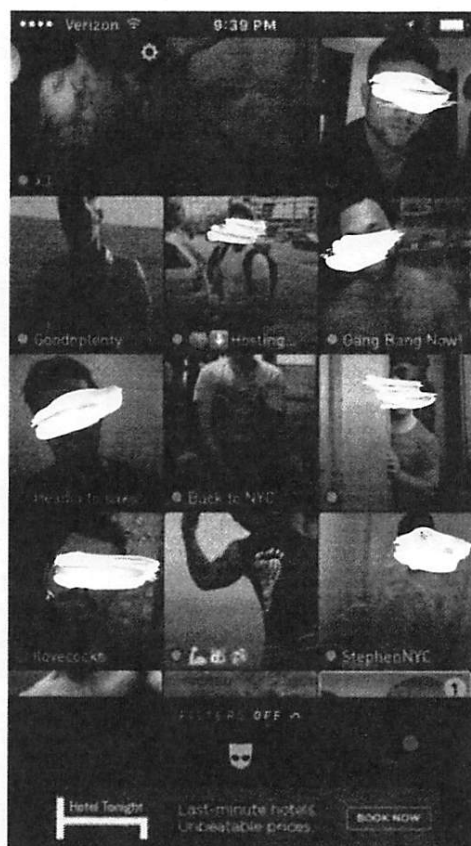 Verizon 9:39 PM
Goodnplenty
Hosting...
Gang Bang Now!
Back to NYC
StephenNYC
1
FILTERS OFF
Hotel Tonight
Last-minute hotels.
Unbeatable prices.
BOOK NOW